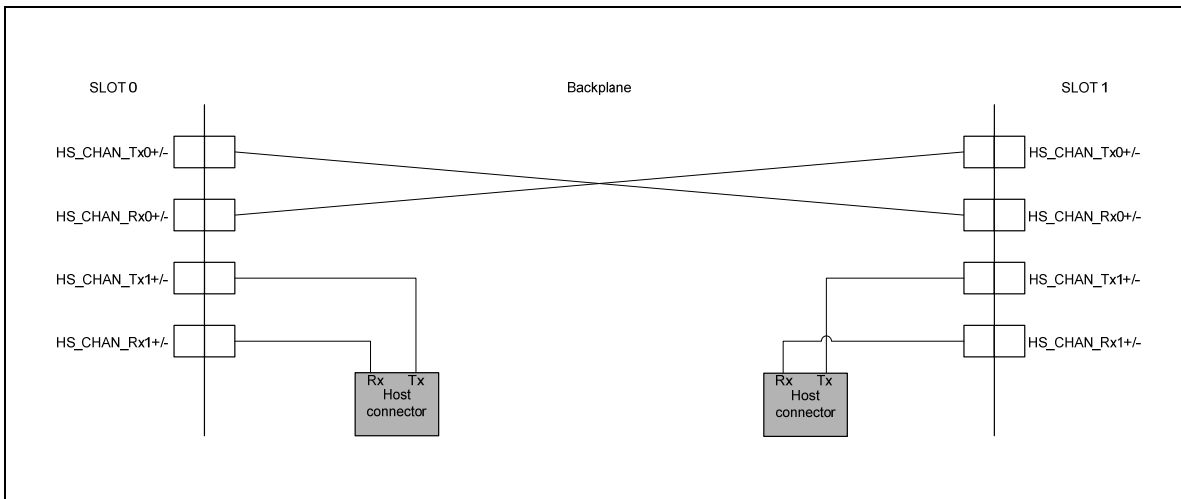 SLOT 0
Backplane
SLOT 1
HS_CHAN_Tx0+/-
HS_CHAN_Tx0+/-
HS_CHAN_Rx0+/-
HS_CHAN_Rx0+/-
HS_CHAN_Tx1+/-
HS_CHAN_Tx1+/-
HS_CHAN_Rx1+/-
HS_CHAN_Rx1+/-
Rx Tx
Host
connector
Rx Tx
Host
connector